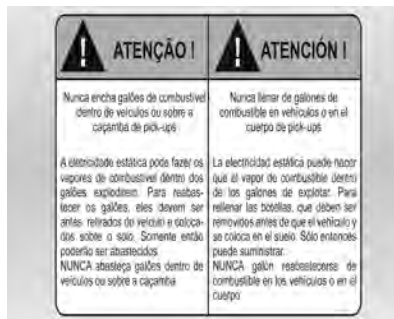 ATENÇÃO !
Nunca encha galões de combustível
dentro de veículos ou sobre a
caçamba de pick-ups
A eletricidade estática pode fazer os
vapores de combustível dentro dos
galões explodirem. Para reabas-
tecer os galões, eles devem ser
antes retirados do veículo e coloca-
dos sobre o solo. Somente então
poderão ser abastecidos
NUNCA abasteça galões dentro de
veículos ou sobre a caçamba
ATENCIÓN !
Nunca llenar de galones de
combustible en vehículos o en el
cuerpo de pick-ups
La electricidad estática puede hacer
que el vapor de combustible dentro
de los galones de explotar. Para
rellenar las botellas, que deben ser
removidos antes de que el vehículo y
se coloca en el suelo. Sólo entonces
puede suministrar.
NUNCA galón reabastecerse de
combustible en los vehículos o en el
cuerpo